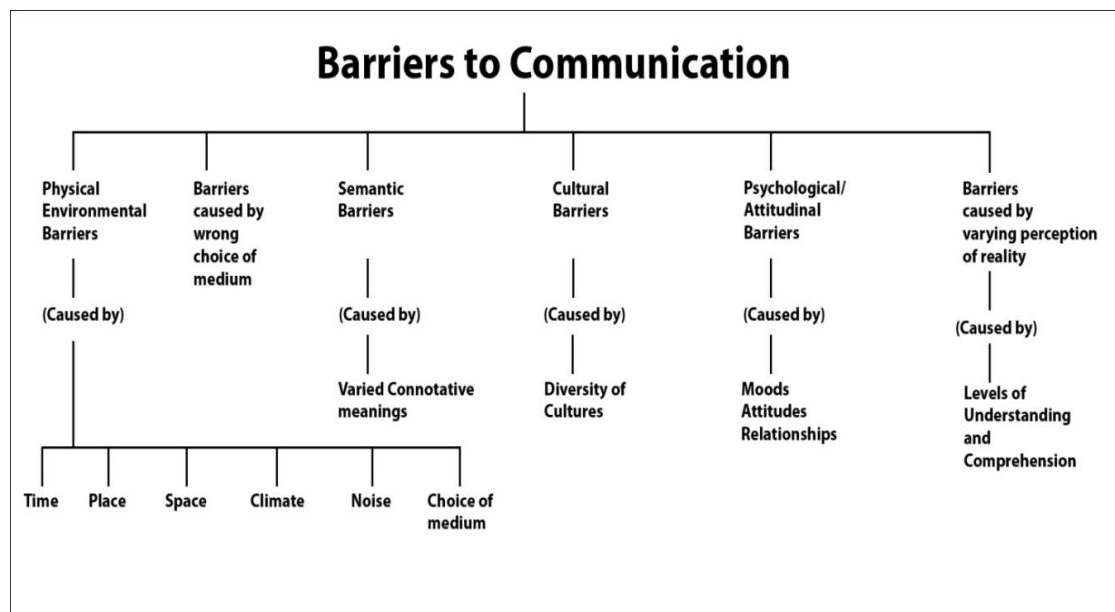 Barriers to Communication
Physical
Environmental
Barriers
Barriers
caused by
wrong
choice of
medium
Semantic
Barriers
Cultural
Barriers
Psychological/
Attitudinal
Barriers
Barriers
caused by
varying perception
of reality
(Caused by)
(Caused by)
(Caused by)
(Caused by)
(Caused by)
Varied Connotative
meanings
Diversity of
Cultures
Moods
Attitudes
Relationships
Levels of
Understanding
and
Comprehension
Time
Place
Space
Climate
Noise
Choice of
medium